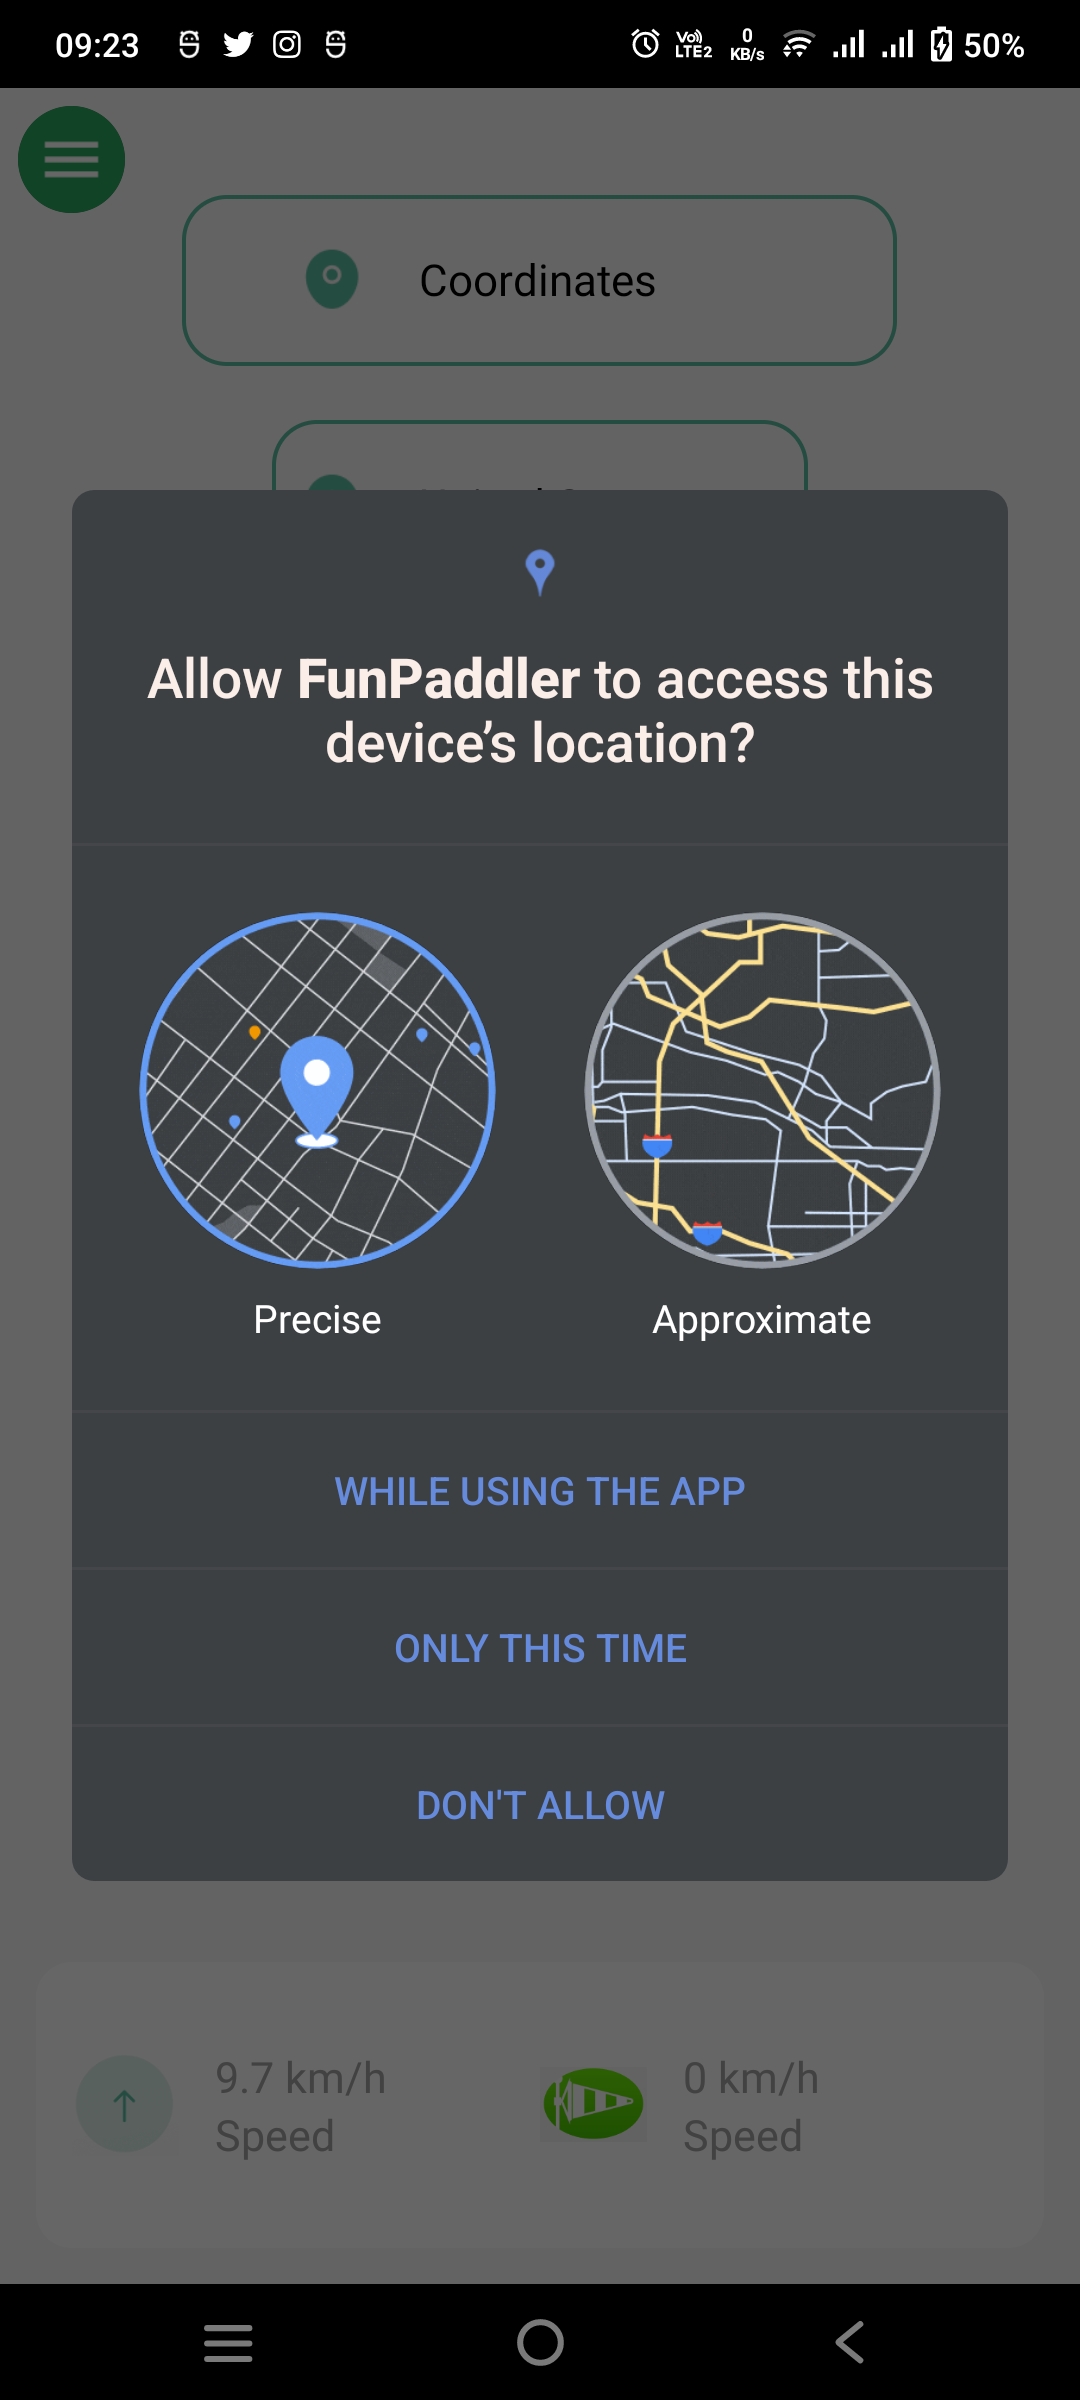 09:23
Vo))
LTE2
0
KB/s
50%
Coordinates
Allow FunPaddler to access this
device’s location?
Precise
Approximate
WHILE USING THE APP
ONLY THIS TIME
DON'T ALLOW
9.7 km/h
Speed
0 km/h
Speed